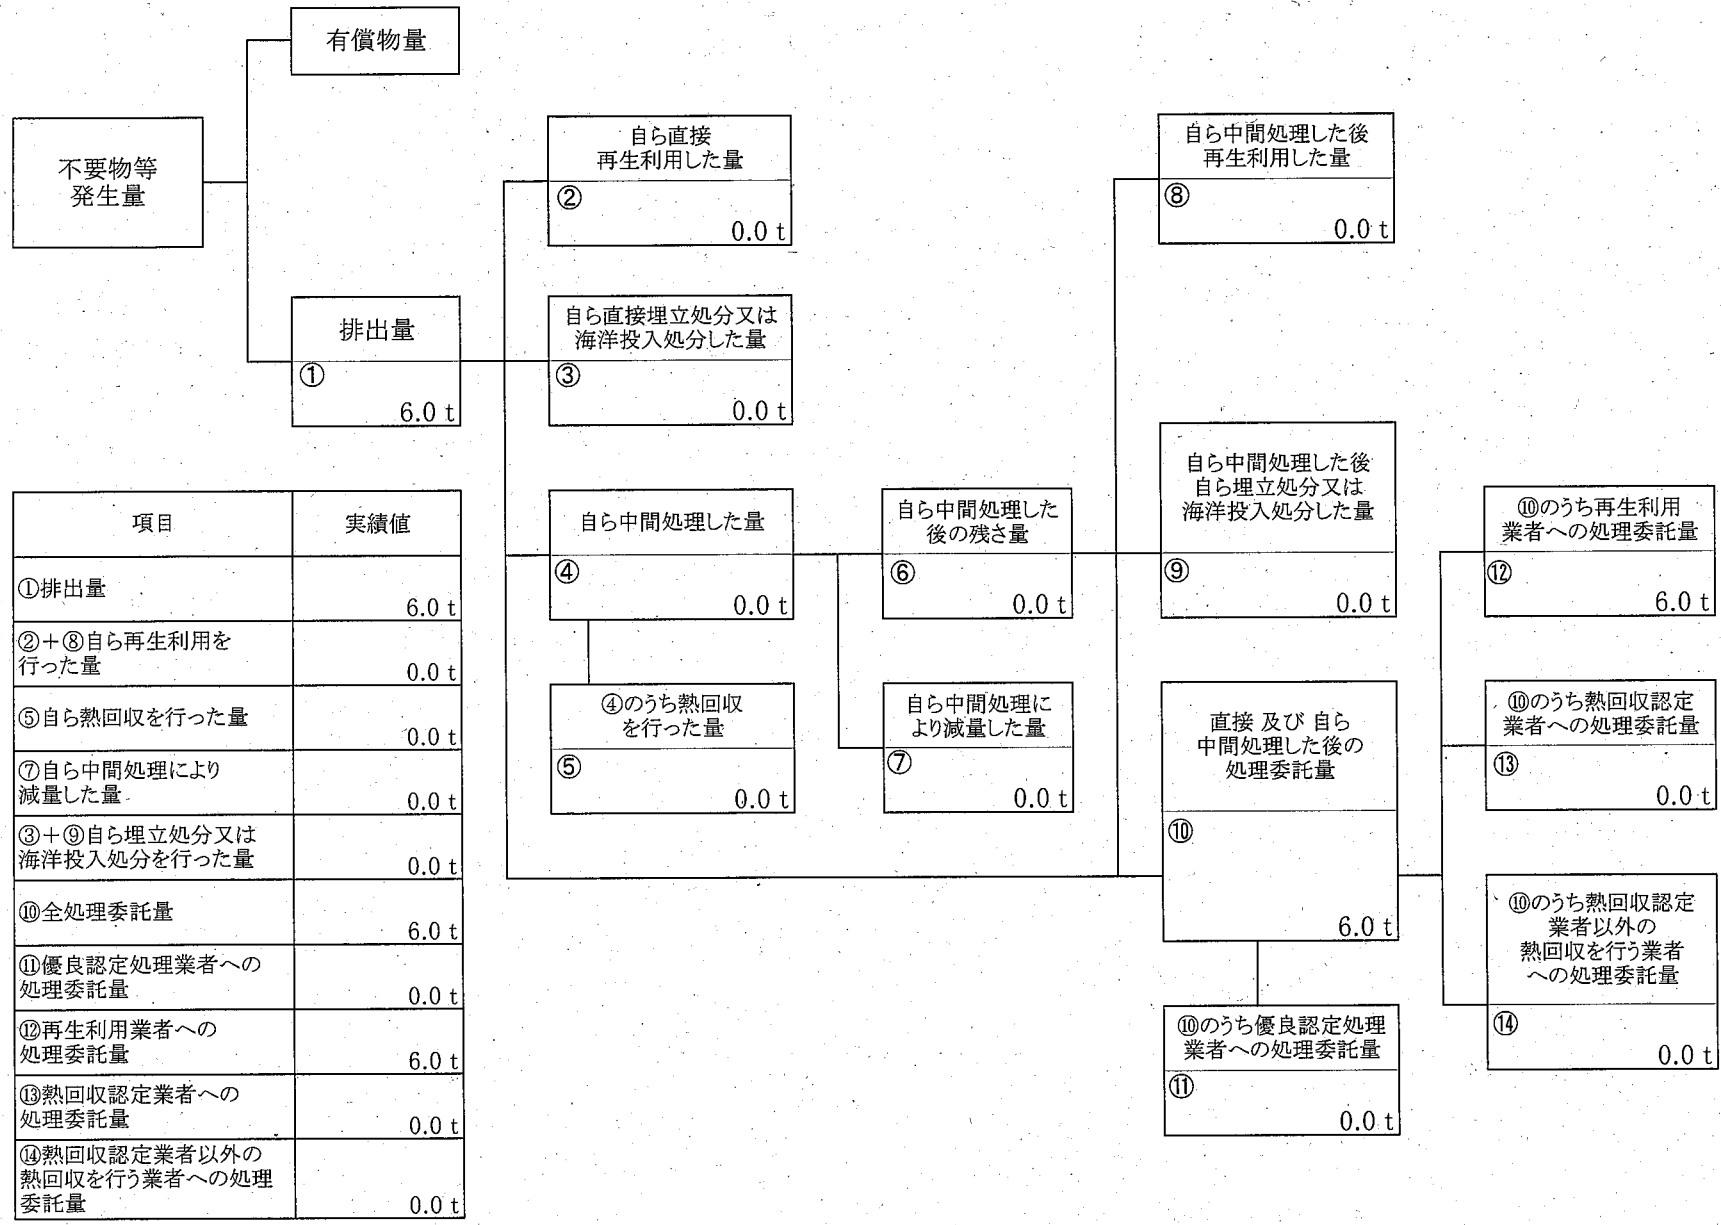 有償物量
不要物等
発生量
排出量
①
6.0 t
自ら直接
再生利用した量
②
0.0 t
自ら直接埋立処分又は
海洋投入処分した量
③
0.0 t
自ら中間処理した量
④
0.0 t
④のうち熱回収
を行った量
⑤
0.0 t
自ら中間処理した
後の残さ量
⑥
0.0 t
自ら中間処理に
より減量した量
⑦
0.0 t
自ら中間処理した後
再生利用した量
⑧
0.0 t
自ら中間処理した後
自ら埋立処分又は
海洋投入処分した量
⑨
0.0 t
直接 及び 自ら
中間処理した後の
処理委託量
⑩
6.0 t
⑩のうち優良認定処理
業者への処理委託量
⑪
0.0 t
⑩のうち再生利用
業者への処理委託量
⑫
6.0 t
⑩のうち熱回収認定
業者への処理委託量
⑬
0.0 t
⑩のうち熱回収認定
業者以外の
熱回収を行う業者
への処理委託量
⑭
0.0 t
項目 実績値
①排出量
6.0 t
②＋⑧自ら再生利用を
行った量
0.0 t
⑤自ら熱回収を行った量
0.0 t
⑦自ら中間処理により
減量した量
0.0 t
③＋⑨自ら埋立処分又は
海洋投入処分を行った量
0.0 t
⑩全処理委託量
6.0 t
⑪優良認定処理業者への
処理委託量
0.0 t
⑫再生利用業者への
処理委託量
6.0 t
⑬熱回収認定業者への
処理委託量
0.0 t
⑭熱回収認定業者以外の
熱回収を行う業者への処理
委託量
0.0 t